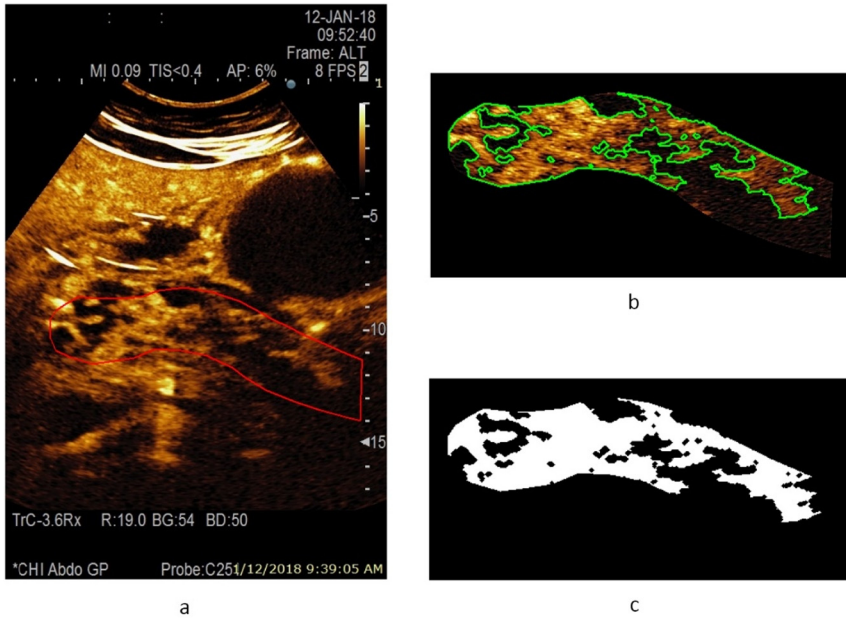 : :
12-JAN-18
09:52:40
Frame: ALT
MI 0.09 TIS<0.4 AP: 6% 8 FPS 2
1
5
10
15
TrC-3.6Rx R:19.0 BG:54 BD:50
*CHI Abdo GP Probe:C251 1/12/2018 9:39:05 AM
a
b
c